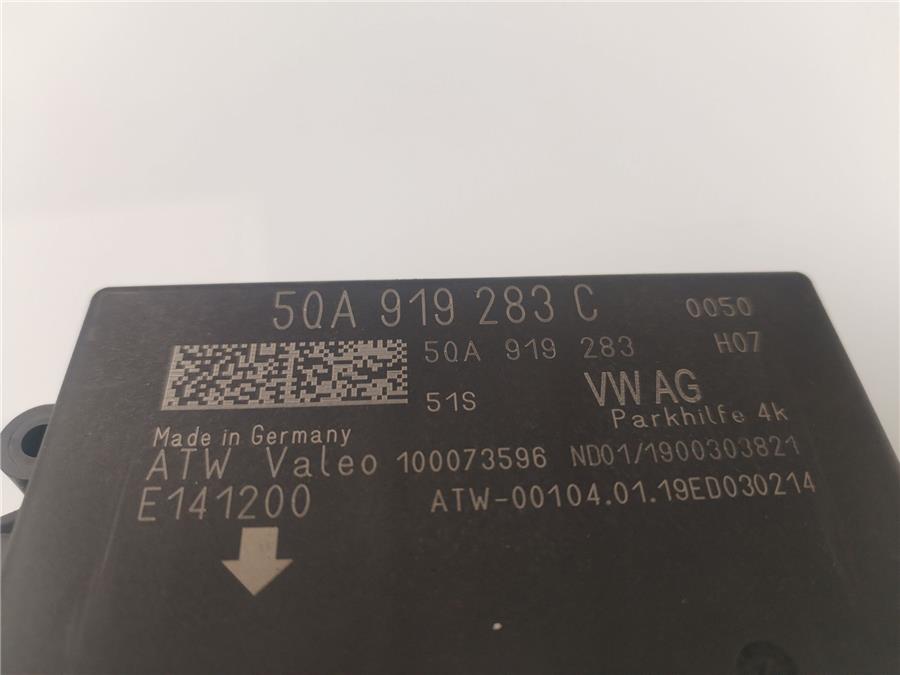 5QA 919 283 C 0050
5QA 919 283 H07
51S VW AG
Parkhilfe 4k
Made in Germany
ATW Valeo 100073596 ND01/1900303821
E141200 ATW-00104.01.19ED030214